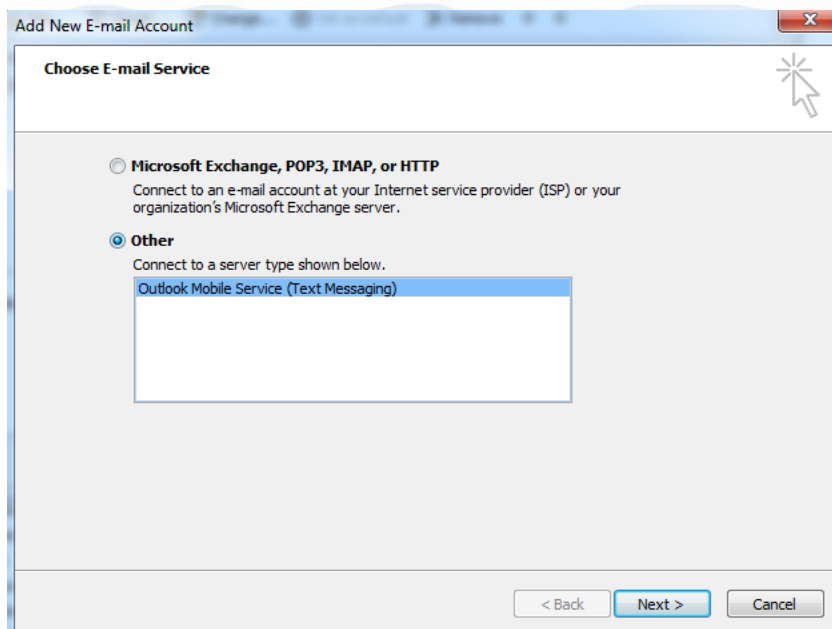 Add New E-mail Account
Choose E-mail Service
Microsoft Exchange, POP3, IMAP, or HTTP
Connect to an e-mail account at your Internet service provider (ISP) or your
organization's Microsoft Exchange server.
Other
Connect to a server type shown below.
Outlook Mobile Service (Text Messaging)
< Back
Next >
Cancel